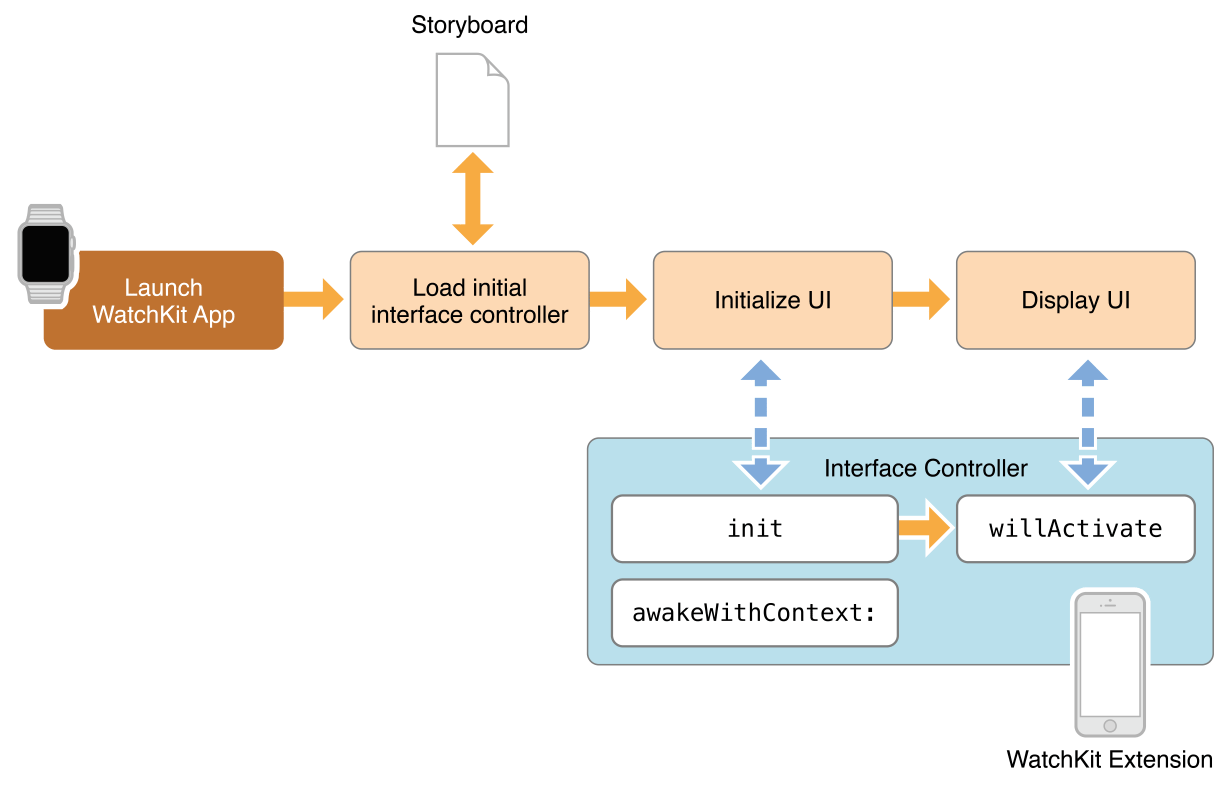 Storyboard
Launch
WatchKit App
Load initial
interface controller
Initialize UI
Display UI
Interface Controller
init
willActivate
awakeWithContext:
WatchKit Extension